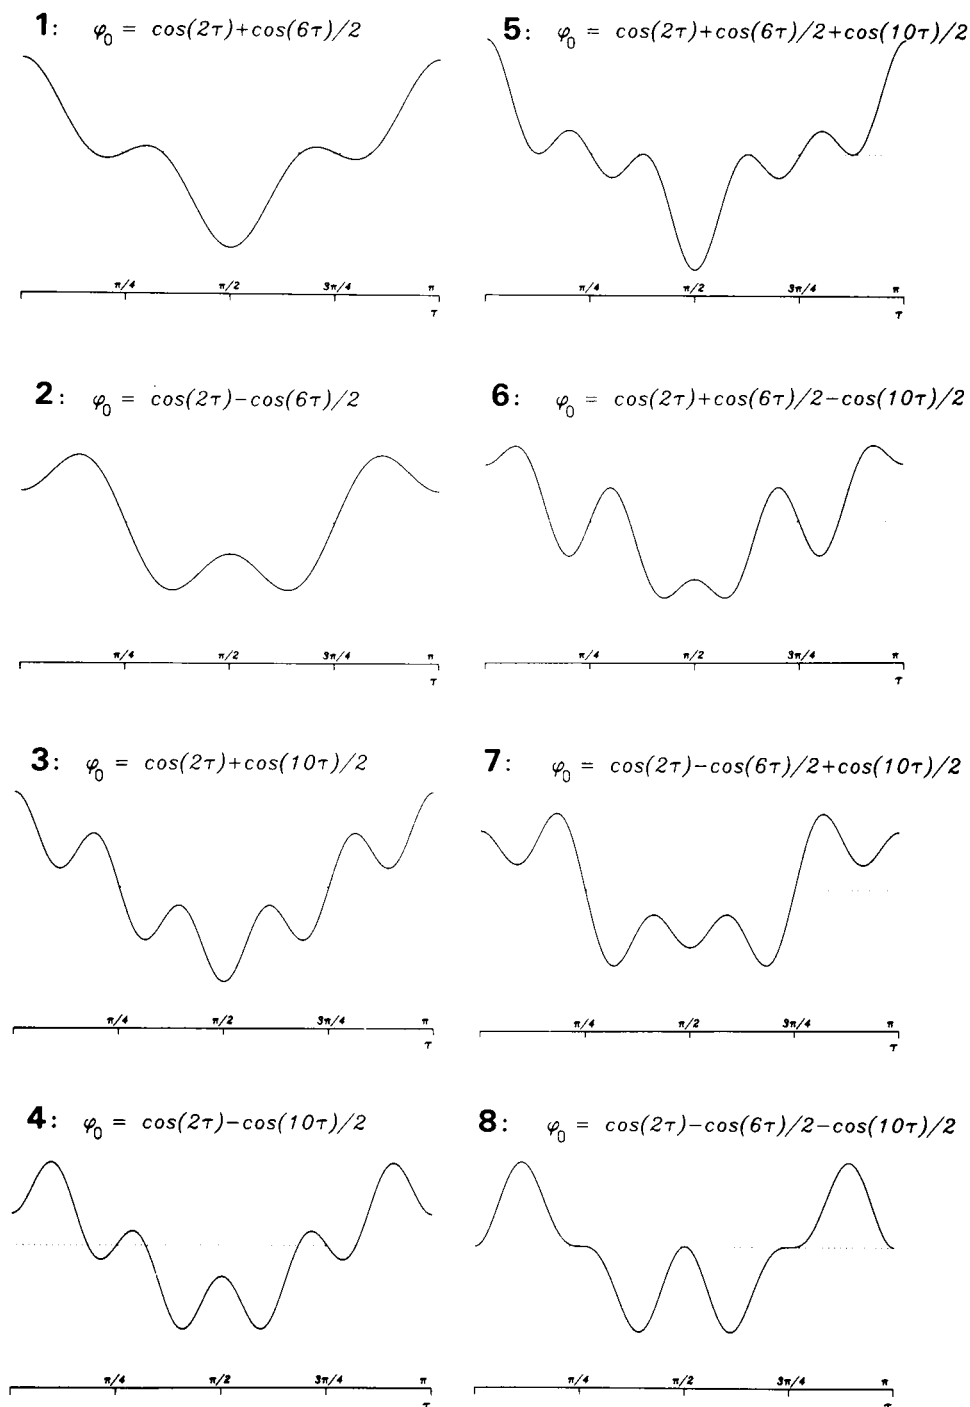 1: φ₀ = cos(2τ)+cos(6τ)/2
π/4 π/2 3π/4 π
τ
5: φ₀ = cos(2τ)+cos(6τ)/2+cos(10τ)/2
π/4 π/2 3π/4 π
τ
2: φ₀ = cos(2τ)-cos(6τ)/2
π/4 π/2 3π/4 π
τ
6: φ₀ = cos(2τ)+cos(6τ)/2-cos(10τ)/2
π/4 π/2 3π/4 π
τ
3: φ₀ = cos(2τ)+cos(10τ)/2
π/4 π/2 3π/4 π
τ
7: φ₀ = cos(2τ)-cos(6τ)/2+cos(10τ)/2
π/4 π/2 3π/4 π
τ
4: φ₀ = cos(2τ)-cos(10τ)/2
π/4 π/2 3π/4 π
τ
8: φ₀ = cos(2τ)-cos(6τ)/2-cos(10τ)/2
π/4 π/2 3π/4 π
τ